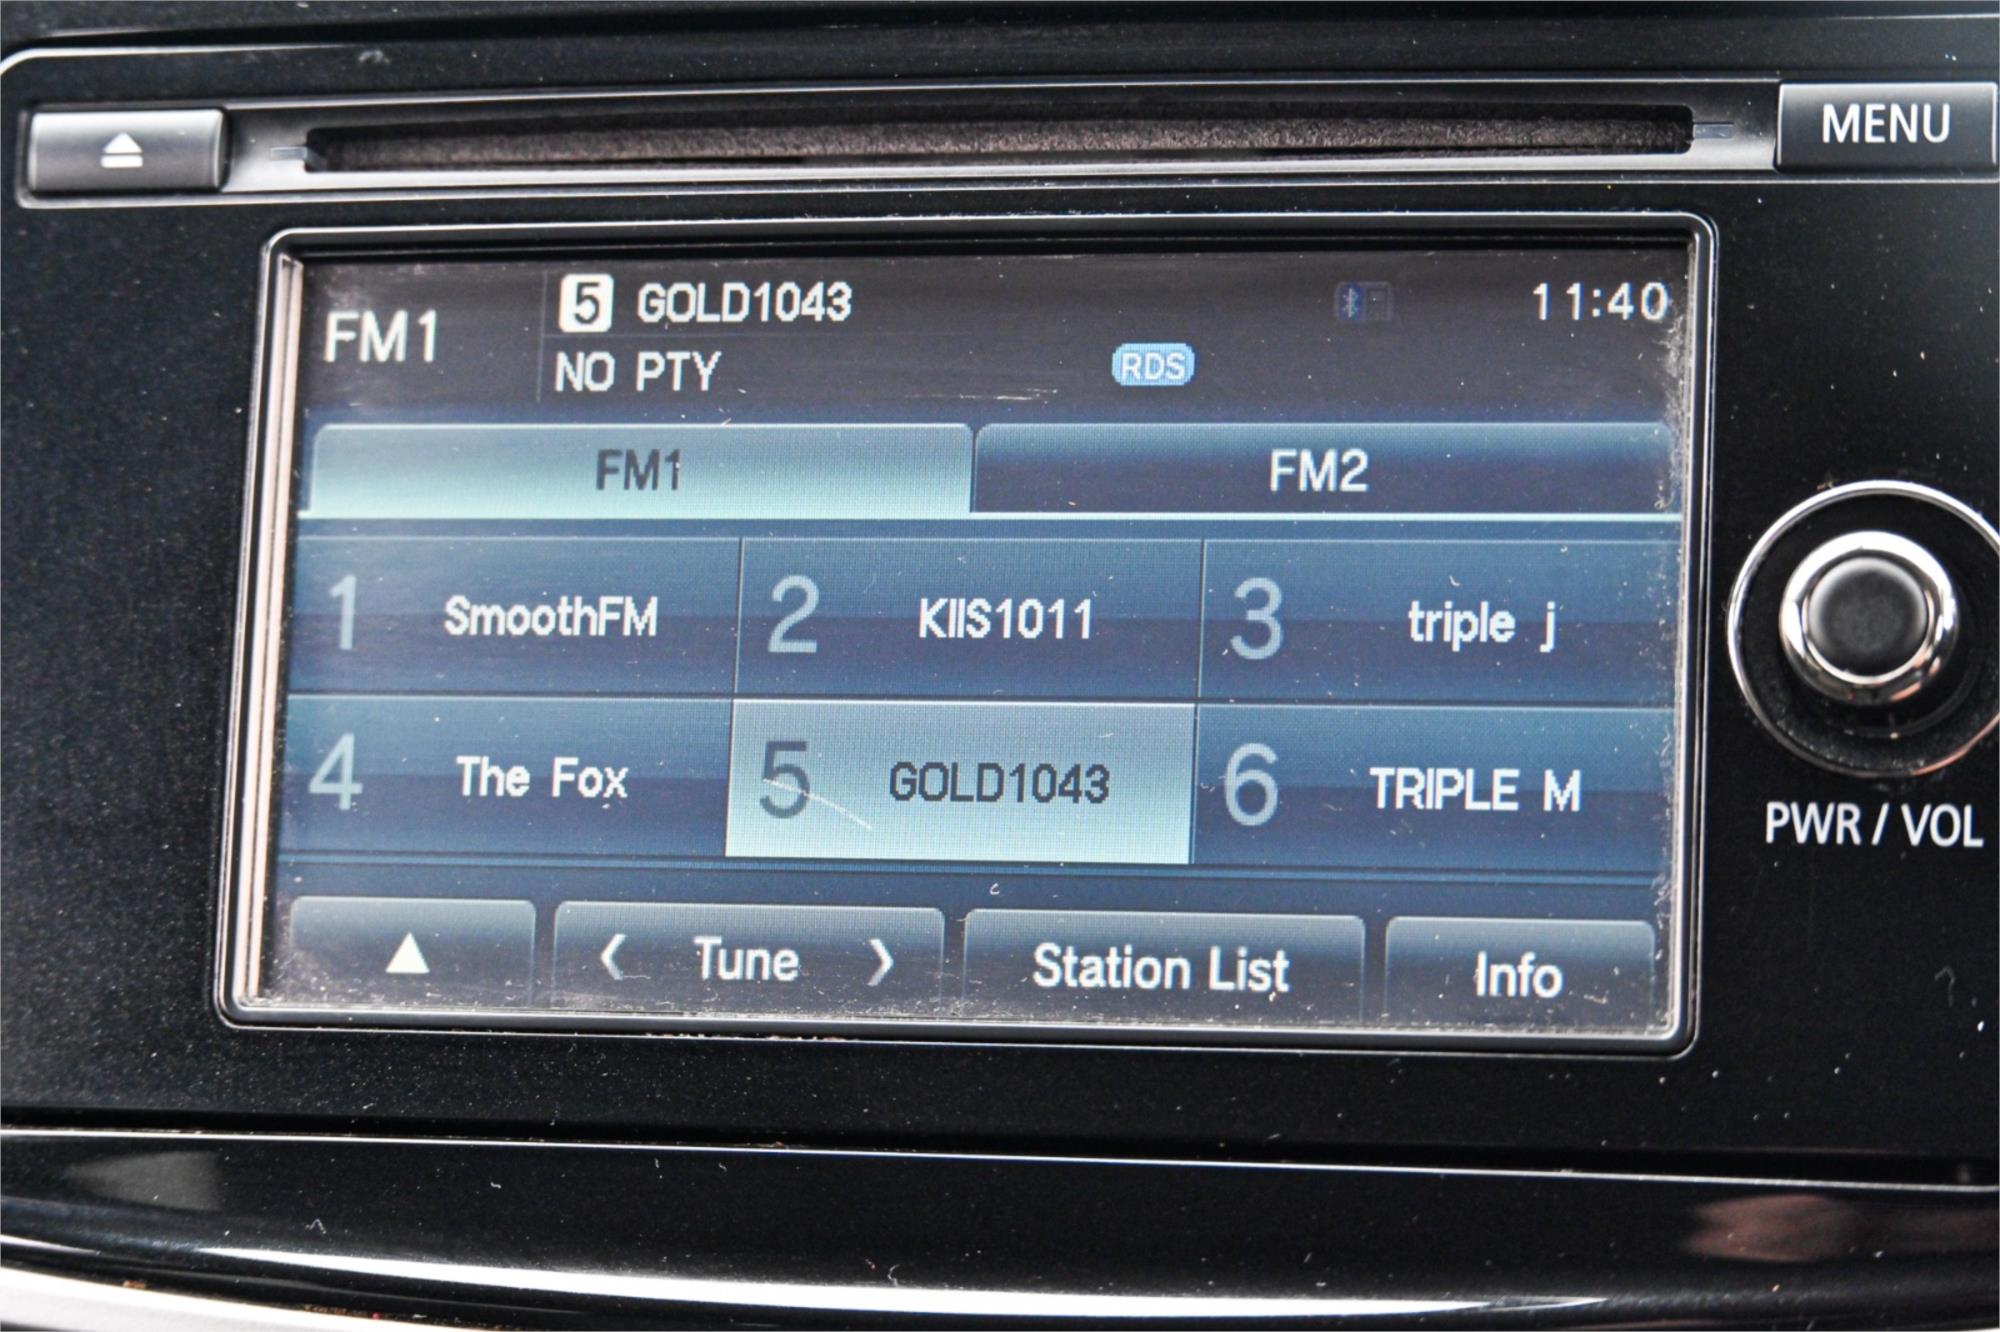 MENU
FM1
5 GOLD1043
11:40
NO PTY
RDS
FM1
FM2
1 SmoothFM
2 KIIS1011
3 triple j
4 The Fox
5 GOLD1043
6 TRIPLE M
PWR / VOL
Tune
Station List
Info